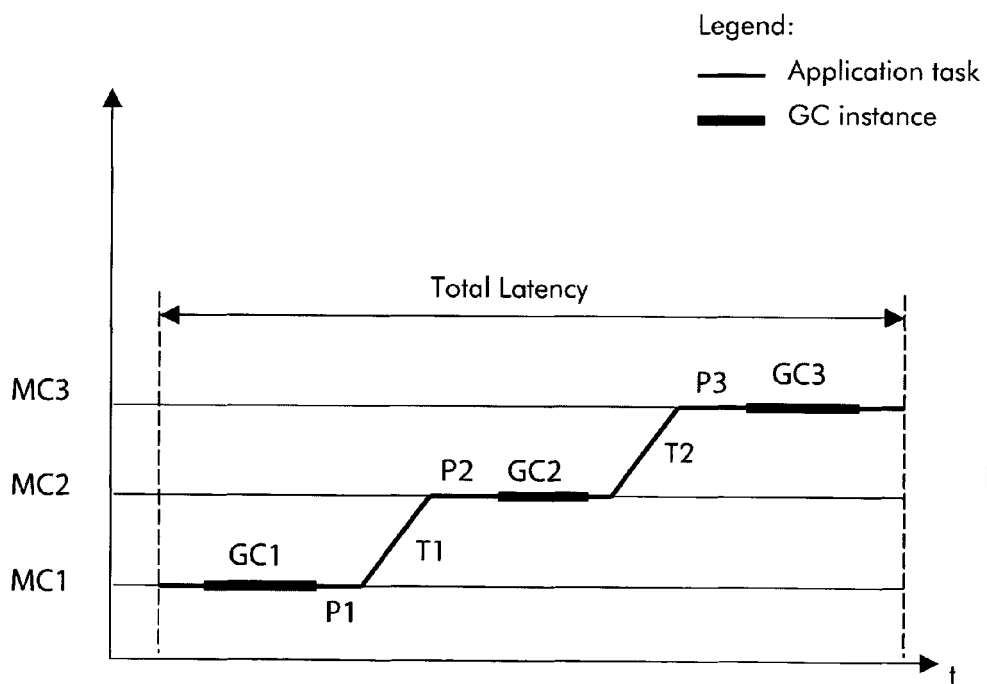 Legend:
Application task
GC instance
Total Latency
MC3
P3
GC3
T2
MC2
P2
GC2
T1
MC1
GC1
P1
t